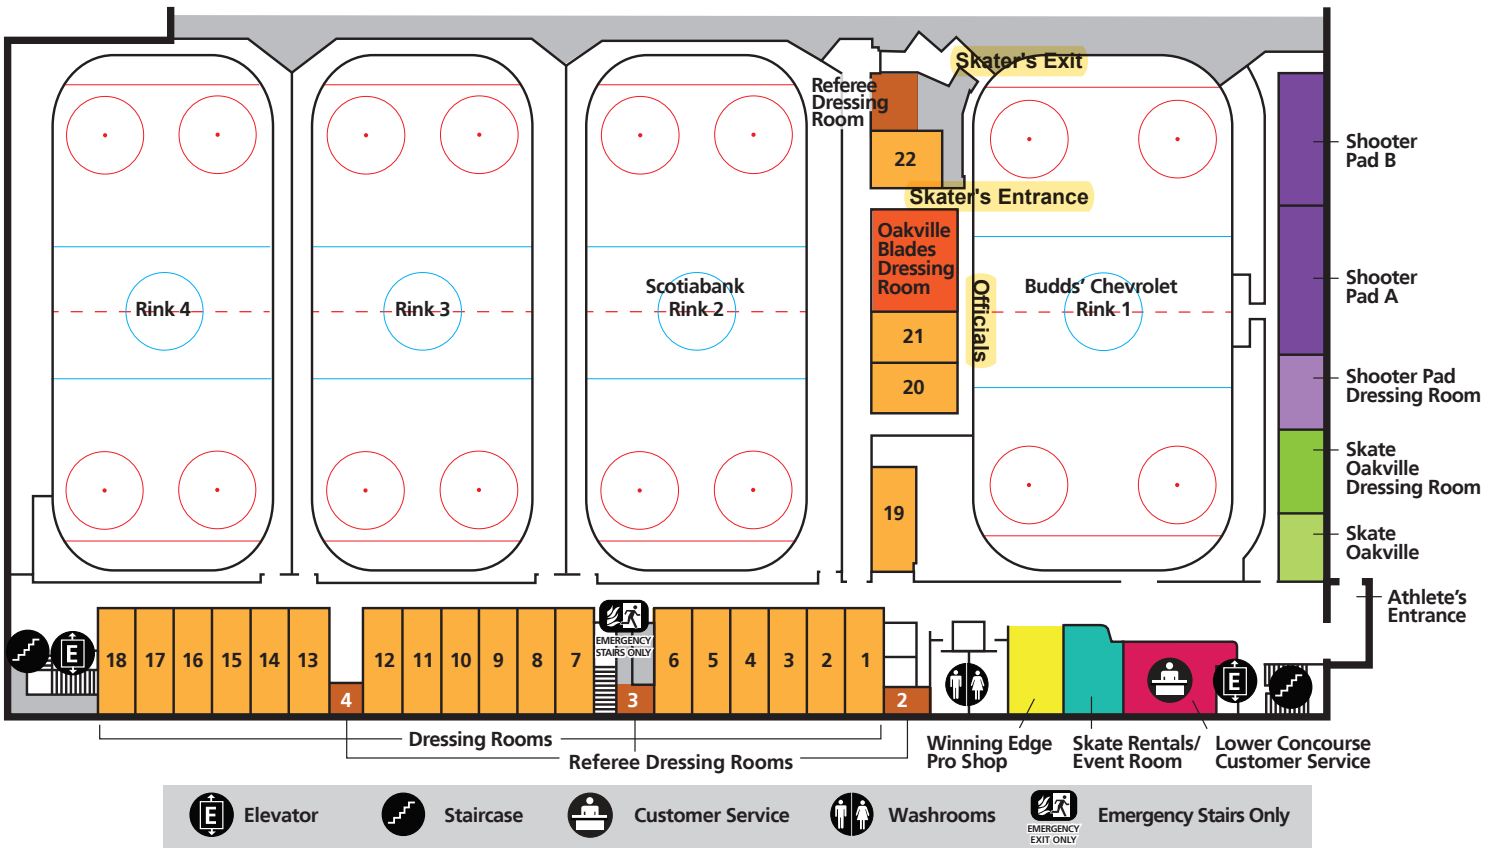 Skater's Exit
Referee
Dressing
Room
22
Shooter
Pad B
Skater's Entrance
Oakville
Blades
Dressing
Room
Officials
Rink 4
Rink 3
Scotiabank
Rink 2
Budds’ Chevrolet
Rink 1
Shooter
Pad A
21
20
Shooter Pad
Dressing Room
Skate
Oakville
Dressing Room
19
Skate
Oakville
Athlete’s
Entrance
E
18
17
16
15
14
13
4
12
11
10
9
8
7
EMERGENCY
STAIRS ONLY
3
6
5
4
3
2
1
2
E
Dressing Rooms
Referee Dressing Rooms
Winning Edge
Pro Shop
Skate Rentals/
Event Room
Lower Concourse
Customer Service
E
Elevator
Staircase
Customer Service
Washrooms
EMERGENCY
EXIT ONLY
Emergency Stairs Only